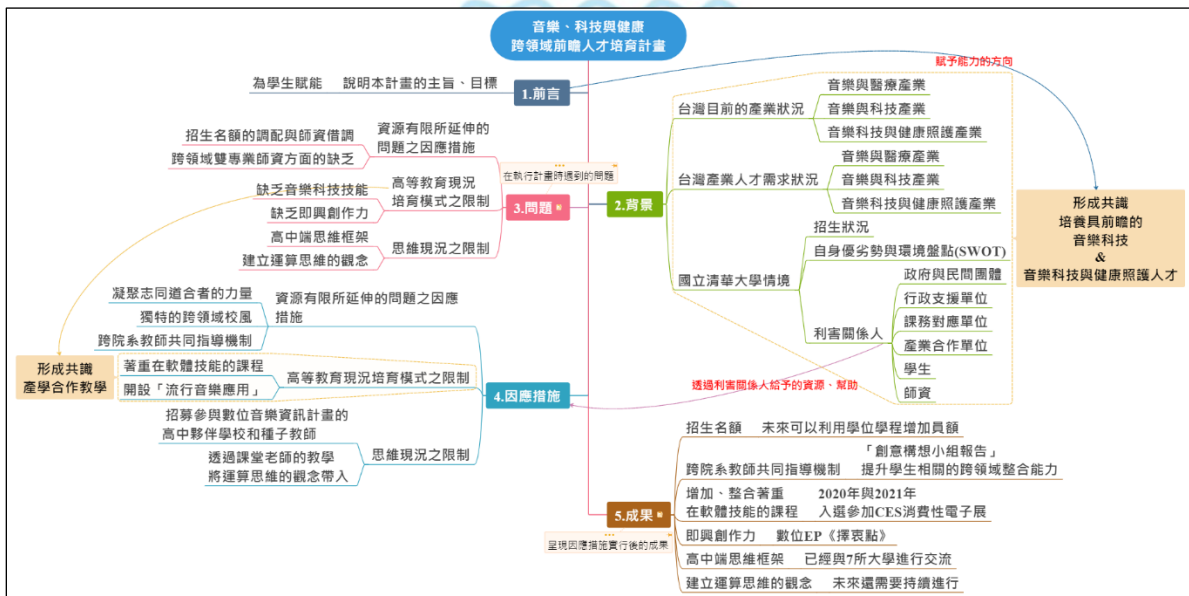 音樂、科技與健康
跨領域前瞻人才培育計畫
1.前言
為學生賦能
說明本計畫的主旨、目標
賦予能力的方向
2.背景
台灣目前的產業狀況
音樂與醫療產業
音樂與科技產業
音樂科技與健康照護產業
台灣產業人才需求狀況
音樂與醫療產業
音樂與科技產業
音樂科技與健康照護產業
國立清華大學情境
招生狀況
自身優劣勢與環境盤點(SWOT)
利害關係人
政府與民間團體
行政支援單位
課務對應單位
產業合作單位
學生
師資
形成共識
培養具前瞻的
音樂科技
&
音樂科技與健康照護人才
3.問題
在執行計畫時遇到的問題
資源有限所延伸的
問題之因應措施
招生名額的調配與師資借調
跨領域雙專業師資方面的缺乏
高等教育現況
培育模式之限制
缺乏音樂科技技能
缺乏即興創作力
思維現況之限制
高中端思維框架
建立運算思維的觀念
4.因應措施
透過利害關係人給予的資源、幫助
資源有限所延伸的問題之因應
措施
凝聚志同道合者的力量
獨特的跨領域校風
跨院系教師共同指導機制
高等教育現況培育模式之限制
著重在軟體技能的課程
開設「流行音樂應用」
形成共識
產學合作教學
思維現況之限制
招募參與數位音樂資訊計畫的
高中夥伴學校和種子教師
透過課堂老師的教學
將運算思維的觀念帶入
5.成果
呈現因應措施實行後的成果
招生名額
未來可以利用學位學程增加員額
跨院系教師共同指導機制
「創意構想小組報告」
提升學生相關的跨領域整合能力
增加、整合著重
在軟體技能的課程
2020年與2021年
入選參加CES消費性電子展
即興創作力
數位EP《擇衷點》
高中端思維框架
已經與7所大學進行交流
建立運算思維的觀念
未來還需要持續進行